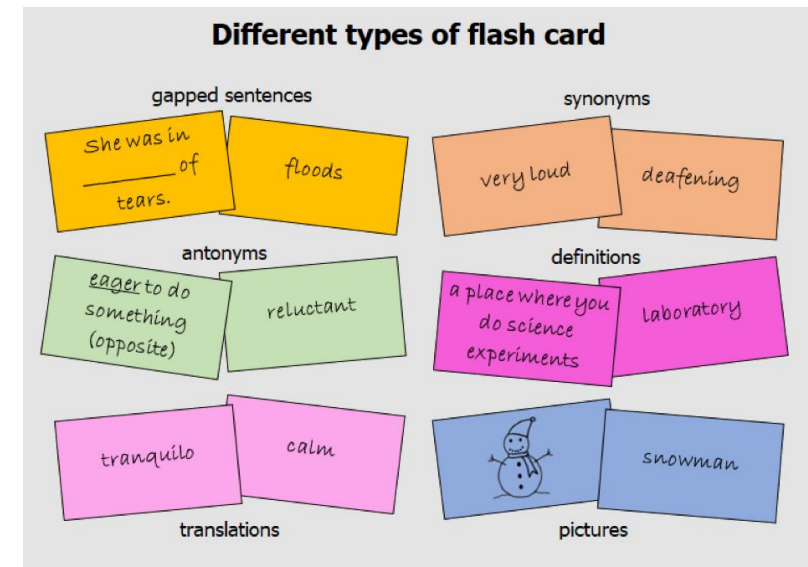 Different types of flash card
gapped sentences
She was in
________ of
tears.
floods
synonyms
very loud
deafening
antonyms
eager to do
something
(opposite)
reluctant
definitions
a place where you
do science
experiments
laboratory
tranquilo
calm
translations
snowman
pictures